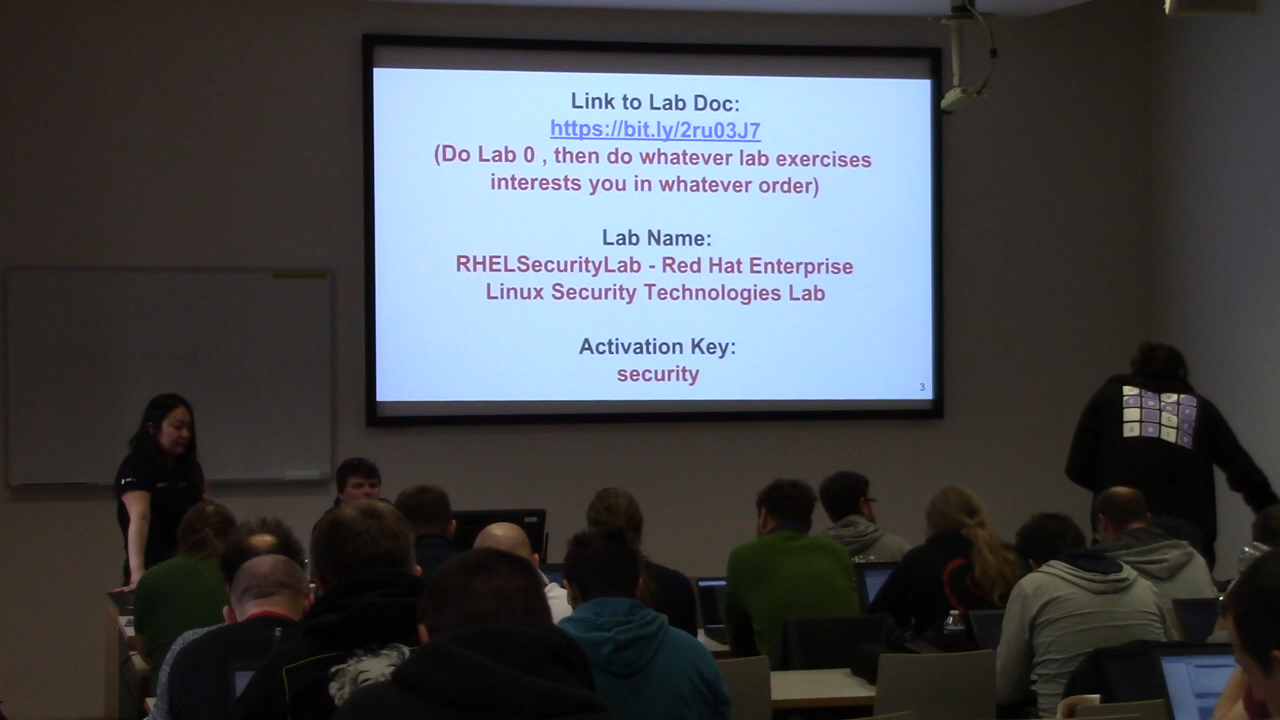 Link to Lab Doc:
https://bit.ly/2ru03J7
(Do Lab 0 , then do whatever lab exercises
interests you in whatever order)
Lab Name:
RHELSecurityLab - Red Hat Enterprise
Linux Security Technologies Lab
Activation Key:
security
3